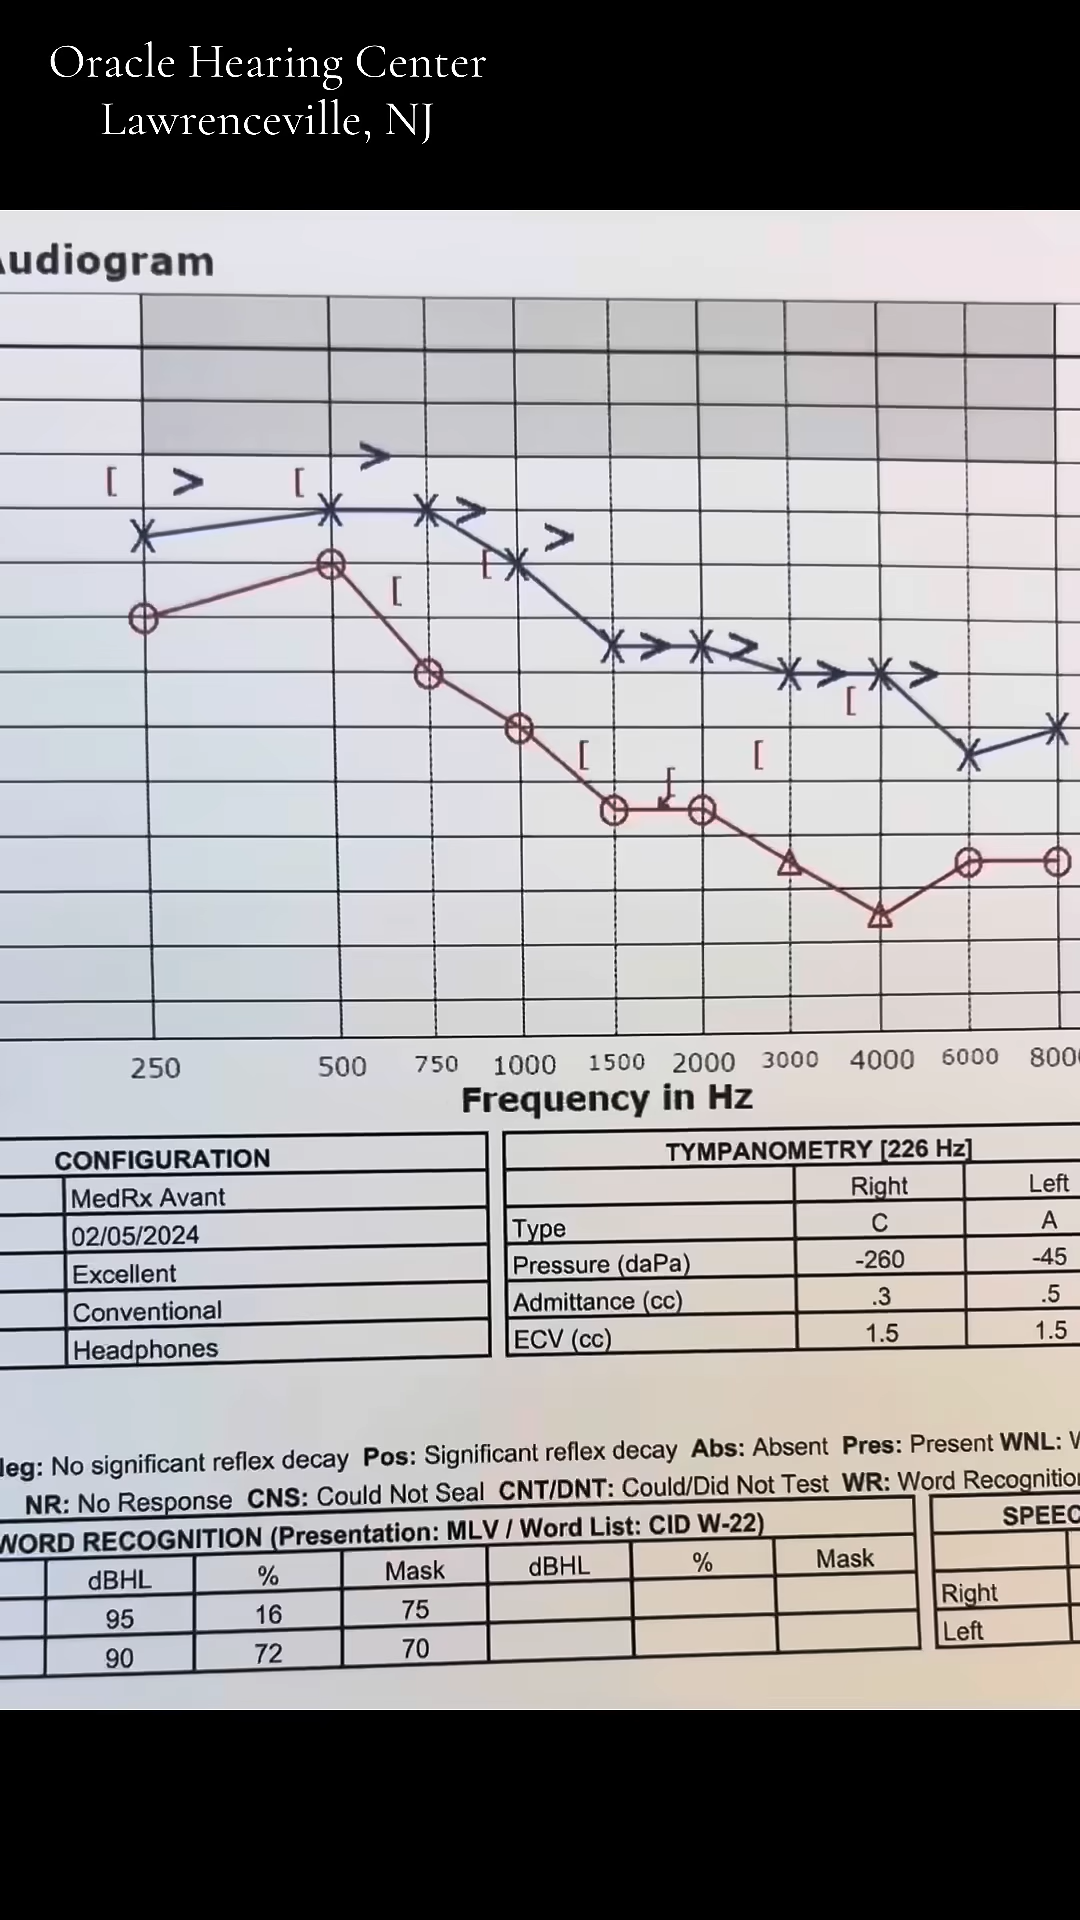 Oracle Hearing Center
Lawrenceville, NJ
Audiogram
250 500 750 1000 1500 2000 3000 4000 6000 800
Frequency in Hz
CONFIGURATION
MedRx Avant
02/05/2024
Excellent
Conventional
Headphones
TYMPANOMETRY [226 Hz]
Right Left
Type C A
Pressure (daPa) -260 -45
Admittance (cc) .3 .5
ECV (cc) 1.5 1.5
Neg: No significant reflex decay Pos: Significant reflex decay Abs: Absent Pres: Present WNL:
NR: No Response CNS: Could Not Seal CNT/DNT: Could/Did Not Test WR: Word Recognition
WORD RECOGNITION (Presentation: MLV / Word List: CID W-22)
dBHL % Mask dBHL % Mask
95 16 75
90 72 70
SPEEC
Right
Left